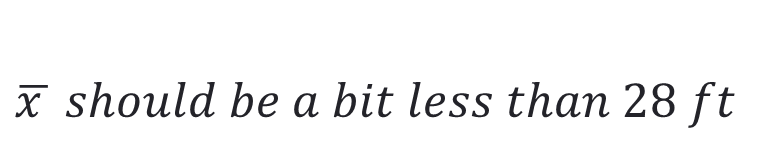 x̅ should be a bit less than 28 ft